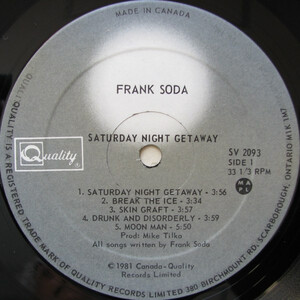 MADE IN CANADA
FRANK SODA
SATURDAY NIGHT GETAWAY
Quality
SV 2093
SIDE 1
33 1/3 RPM
MAPL
1. SATURDAY NIGHT GETAWAY - 3:56
2. BREAK THE ICE - 3:34
3. SKIN GRAFT - 3:57
4. DRUNK AND DISORDERLY - 3:59
5. MOON MAN - 5:50
Prod: Mike Tilka
All songs written by Frank Soda
© 1981 Canada-Quality
Records Limited
QUALITY IS A REGISTERED TRADE MARK OF QUALITY RECORDS LIMITED 380 BIRCHMOUNT RD. SCARBOROUGH, ONTARIO M1K 1M7